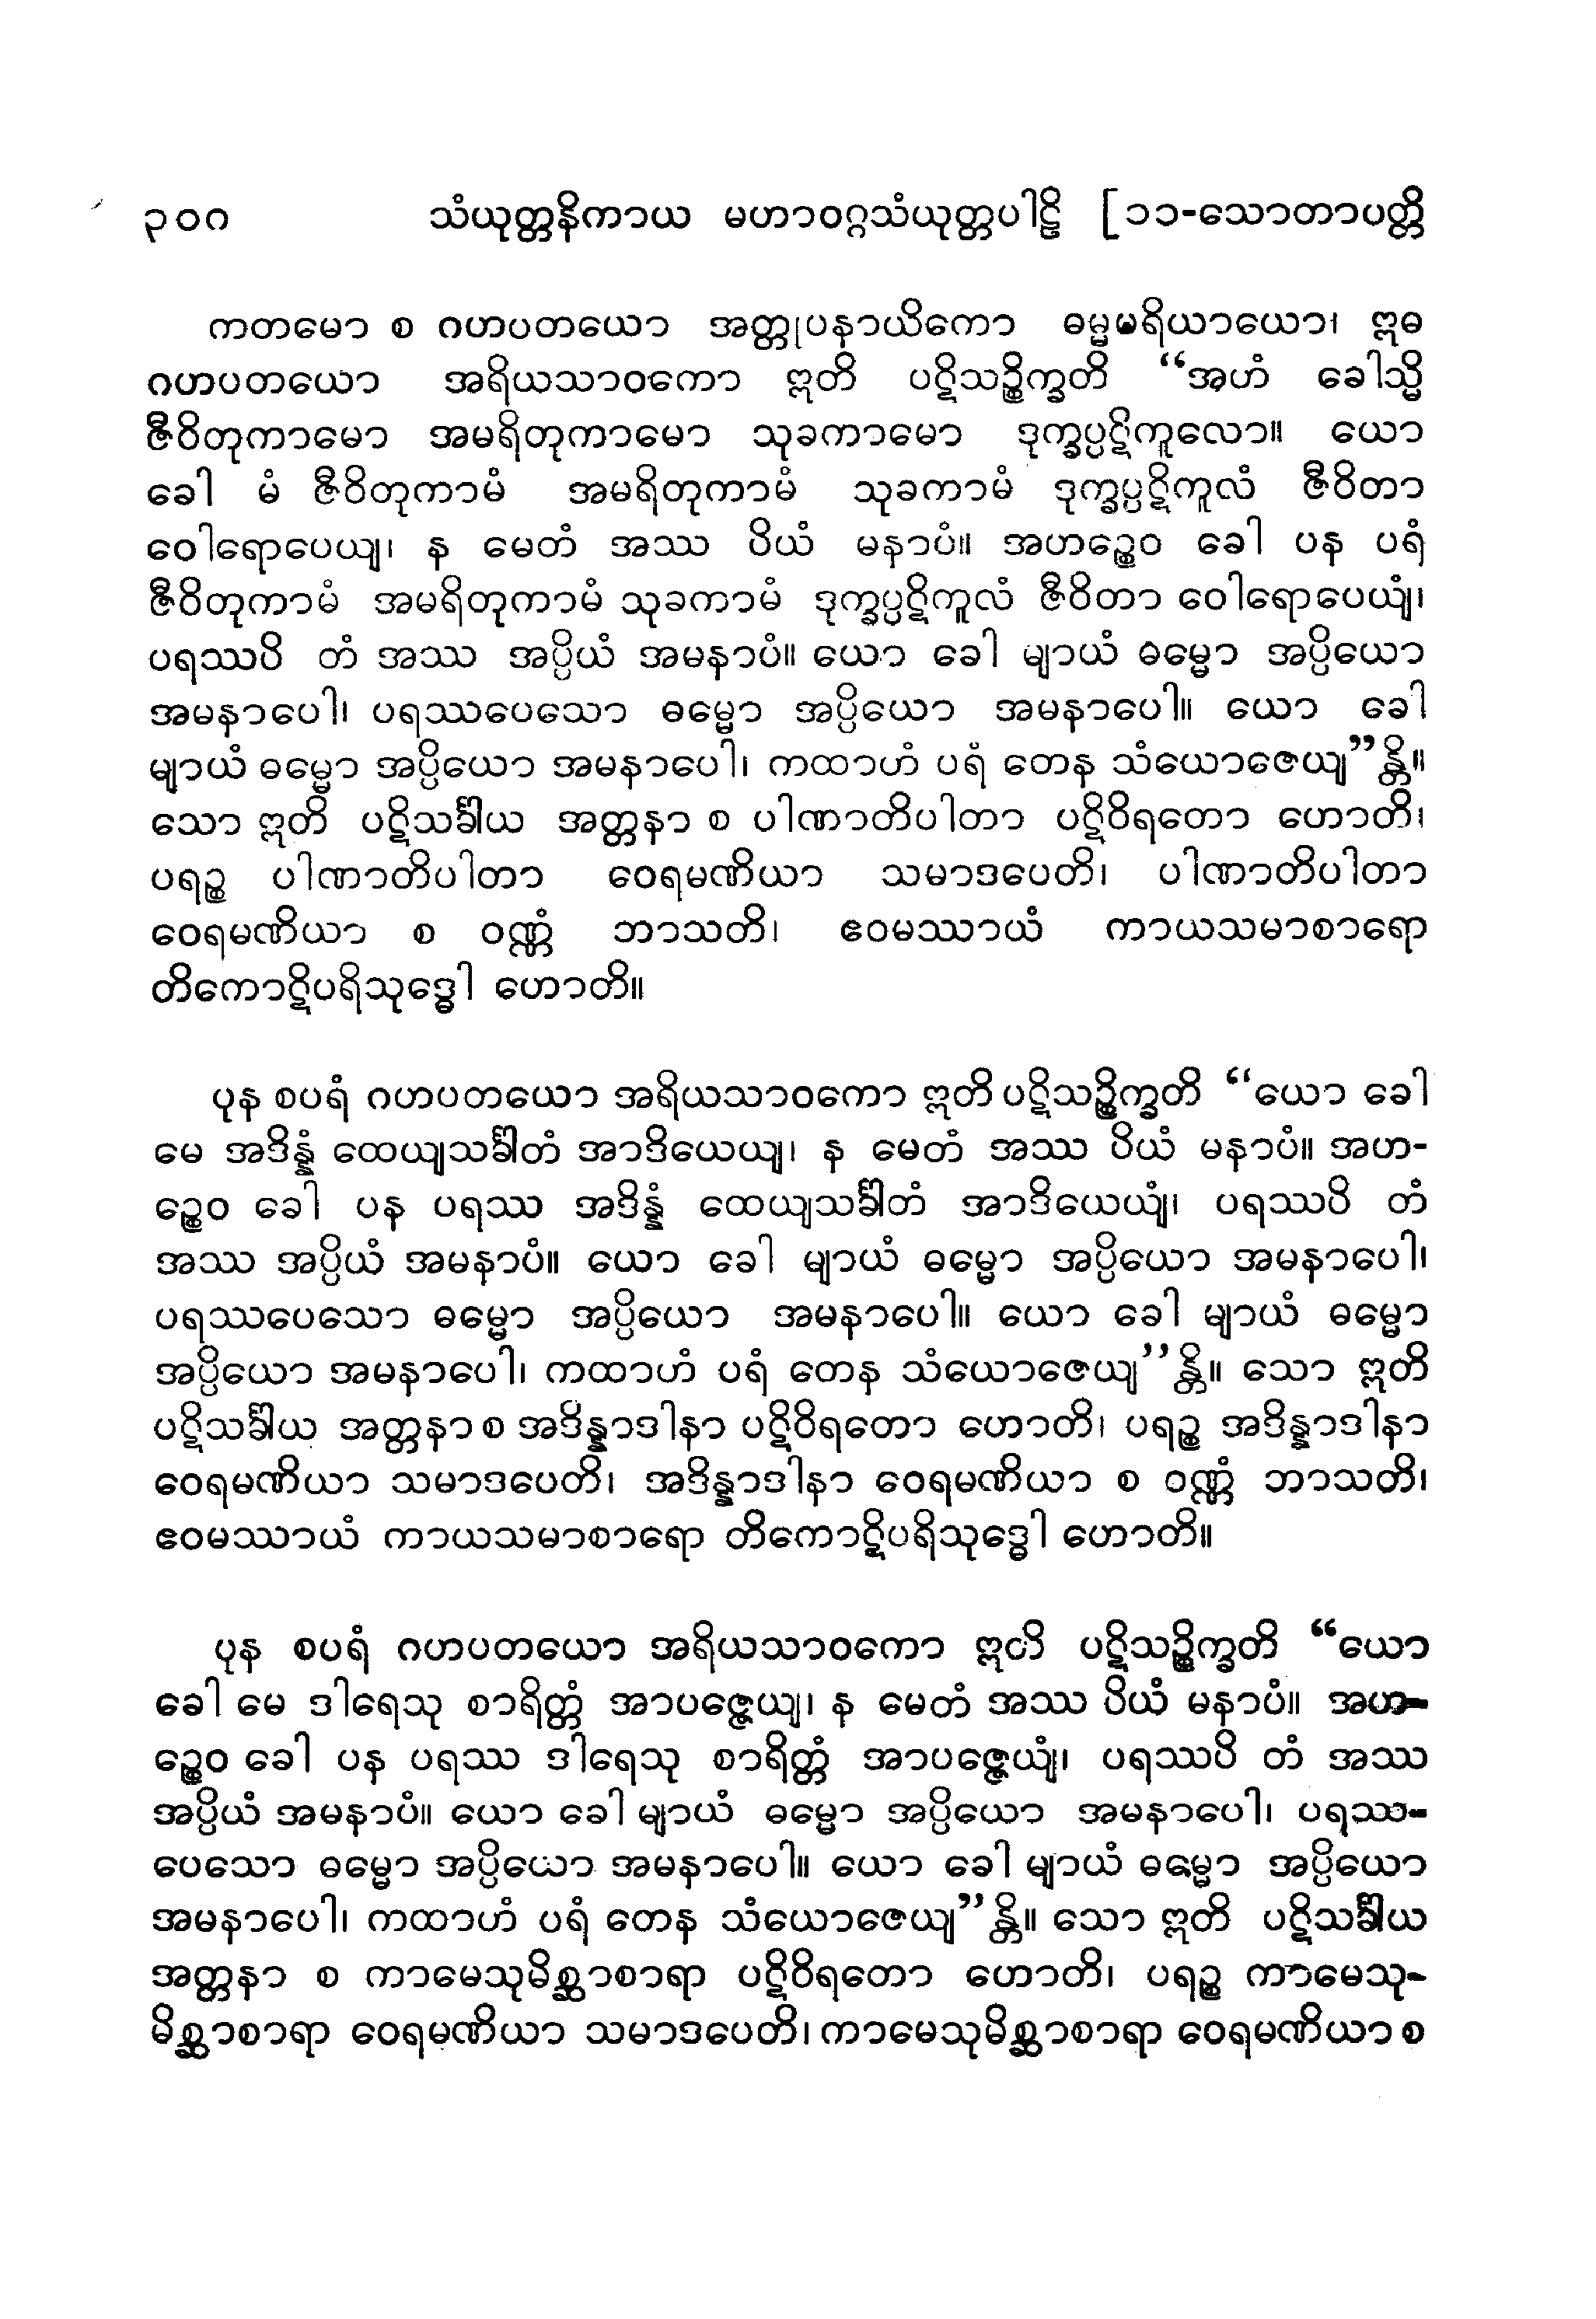 ၃၀ဂ သံယုတ္တနိကာယ မဟာဝဂ္ဂသံယုတ္တပါဠိ [၁၁-သောတာပတ္တိ
ကတမော စ ဂဟပတယော အတ္တုပနာယိကော ဓမ္မမရိယာယော၊ ဣဓ
ဂဟပတယော အရိယသာဝကော ဣတိ ပဋိသဉ္စိက္ခတိ “အဟံ ခေါသ္မိ
ဇီဝိတုကာမော အမရိတုကာမော သုခကာမော ဒုက္ခပ္ပဋိကူလော။ ယော
ခေါ မံ ဇီဝိတုကာမံ အမရိတုကာမံ သုခကာမံ ဒုက္ခပ္ပဋိကူလံ ဇီဝိတာ
ဝေါရောပေယျ၊ န မေတံ အဿ ပိယံ မနာပံ။ အဟဉ္စေဝ ခေါ ပန ပရံ
ဇီဝိတုကာမံ အမရိတုကာမံ သုခကာမံ ဒုက္ခပ္ပဋိကူလံ ဇီဝိတာ ဝေါရောပေယျံ၊
ပရဿပိ တံ အဿ အပ္ပိယံ အမနာပံ။ ယော ခေါ မျာယံ ဓမ္မော အပ္ပိယော
အမနာပေါ၊ ပရဿပေသော ဓမ္မော အပ္ပိယော အမနာပေါ။ ယော ခေါ
မျာယံ ဓမ္မော အပ္ပိယော အမနာပေါ၊ ကထာဟံ ပရံ တေန သံယောဇေယျ”န္တိ။
သော ဣတိ ပဋိသင်္ခါယ အတ္တနာ စ ပါဏာတိပါတာ ပဋိဝိရတော ဟောတိ၊
ပရဉ္စ ပါဏာတိပါတာ ဝေရမဏိယာ သမာဒပေတိ၊ ပါဏာတိပါတာ
ဝေရမဏိယာ စ ဝဏ္ဏံ ဘာသတိ၊ ဧဝမဿာယံ ကာယသမာစာရော
တိကောဋိပရိသုဒ္ဓေါ ဟောတိ။
ပုန စပရံ ဂဟပတယော အရိယသာဝကော ဣတိ ပဋိသဉ္စိက္ခတိ “ယော ခေါ
မေ အဒိန္နံ ထေယျသင်္ခါတံ အာဒိယေယျ၊ န မေတံ အဿ ပိယံ မနာပံ။ အဟ-
ဉ္စေဝ ခေါ ပန ပရဿ အဒိန္နံ ထေယျသင်္ခါတံ အာဒိယေယျံ၊ ပရဿပိ တံ
အဿ အပ္ပိယံ အမနာပံ။ ယော ခေါ မျာယံ ဓမ္မော အပ္ပိယော အမနာပေါ၊
ပရဿပေသော ဓမ္မော အပ္ပိယော အမနာပေါ။ ယော ခေါ မျာယံ ဓမ္မော
အပ္ပိယော အမနာပေါ၊ ကထာဟံ ပရံ တေန သံယောဇေယျ”န္တိ။ သော ဣတိ
ပဋိသင်္ခါယ အတ္တနာ စ အဒိန္နာဒါနာ ပဋိဝိရတော ဟောတိ၊ ပရဉ္စ အဒိန္နာဒါနာ
ဝေရမဏိယာ သမာဒပေတိ၊ အဒိန္နာဒါနာ ဝေရမဏိယာ စ ဝဏ္ဏံ ဘာသတိ၊
ဧဝမဿာယံ ကာယသမာစာရော တိကောဋိပရိသုဒ္ဓေါ ဟောတိ။
ပုန စပရံ ဂဟပတယော အရိယသာဝကော ဣတိ ပဋိသဉ္စိက္ခတိ “ယော
ခေါ မေ ဒါရေသု စာရိတ္တံ အာပဇ္ဇေယျ၊ န မေတံ အဿ ပိယံ မနာပံ။ အဟ-
ဉ္စေဝ ခေါ ပန ပရဿ ဒါရေသု စာရိတ္တံ အာပဇ္ဇေယျံ၊ ပရဿပိ တံ အဿ
အပ္ပိယံ အမနာပံ။ ယော ခေါ မျာယံ ဓမ္မော အပ္ပိယော အမနာပေါ၊ ပရဿ-
ပေသော ဓမ္မော အပ္ပိယော အမနာပေါ။ ယော ခေါ မျာယံ ဓမ္မော အပ္ပိယော
အမနာပေါ၊ ကထာဟံ ပရံ တေန သံယောဇေယျ”န္တိ။ သော ဣတိ ပဋိသင်္ခါယ
အတ္တနာ စ ကာမေသုမိစ္ဆာစာရာ ပဋိဝိရတော ဟောတိ၊ ပရဉ္စ ကာမေသု-
မိစ္ဆာစာရာ ဝေရမဏိယာ သမာဒပေတိ၊ ကာမေသုမိစ္ဆာစာရာ ဝေရမဏိယာ စ